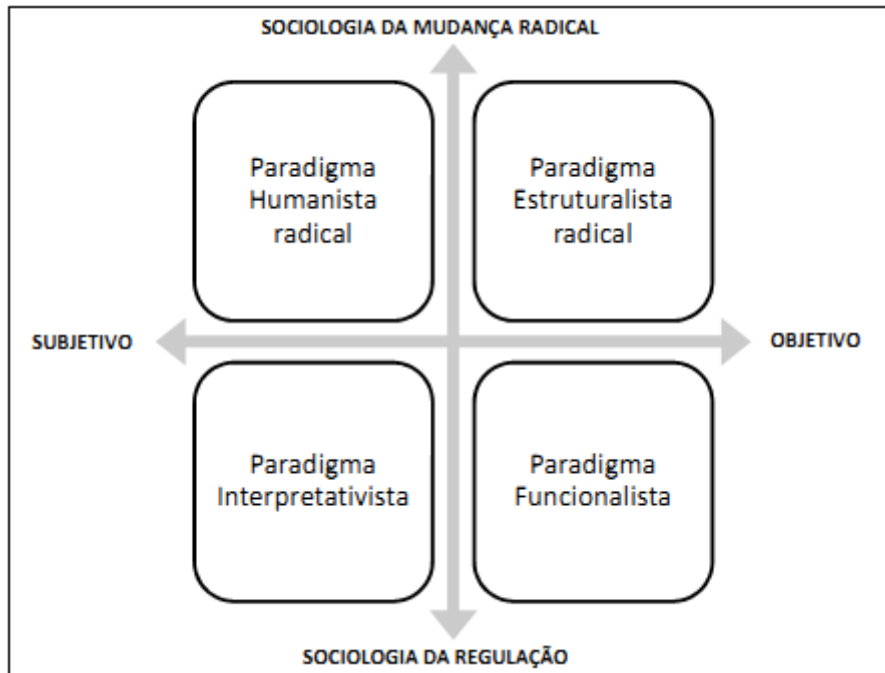 SOCIOLOGIA DA MUDANÇA RADICAL
Paradigma
Humanista
radical
Paradigma
Estruturalista
radical
SUBJETIVO
OBJETIVO
Paradigma
Interpretativista
Paradigma
Funcionalista
SOCIOLOGIA DA REGULAÇÃO